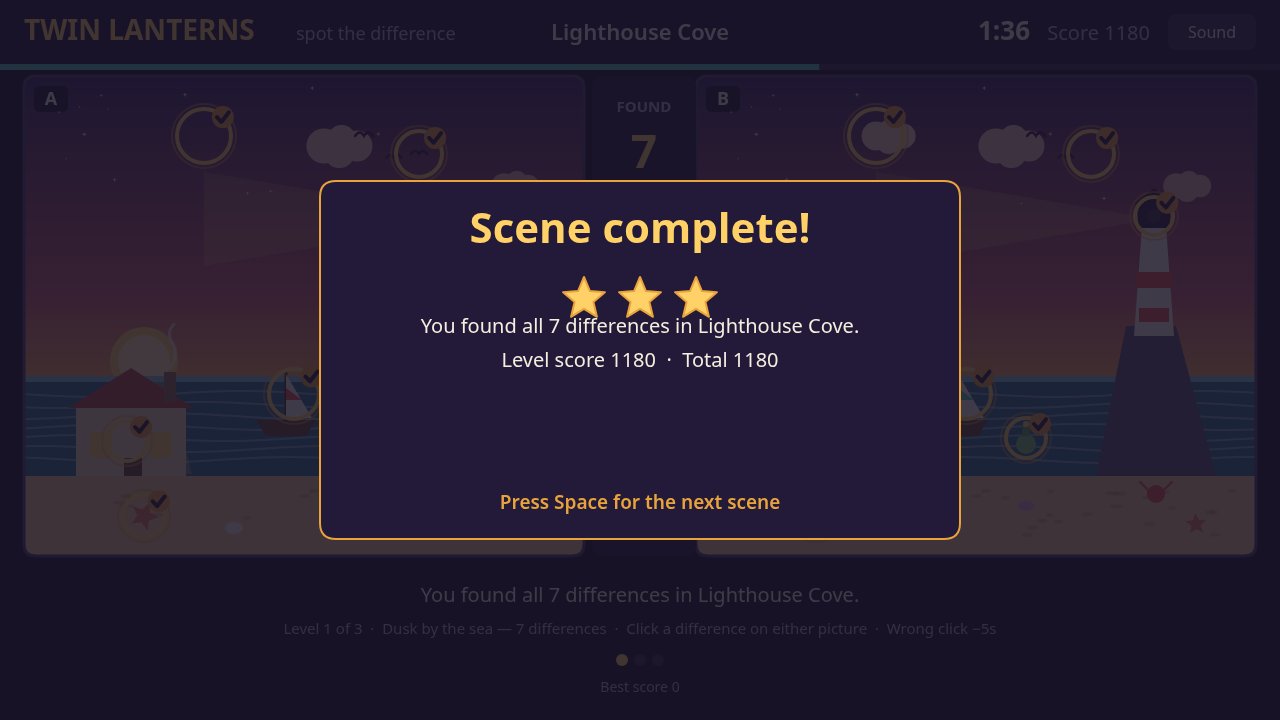 TWIN LANTERNS
spot the difference
Lighthouse Cove
1:36
Score 1180
Sound
A
FOUND
7
B
Scene complete!
You found all 7 differences in Lighthouse Cove.
Level score 1180 · Total 1180
Press Space for the next scene
You found all 7 differences in Lighthouse Cove.
Level 1 of 3 · Dusk by the sea — 7 differences · Click a difference on either picture · Wrong click −5s
Best score 0